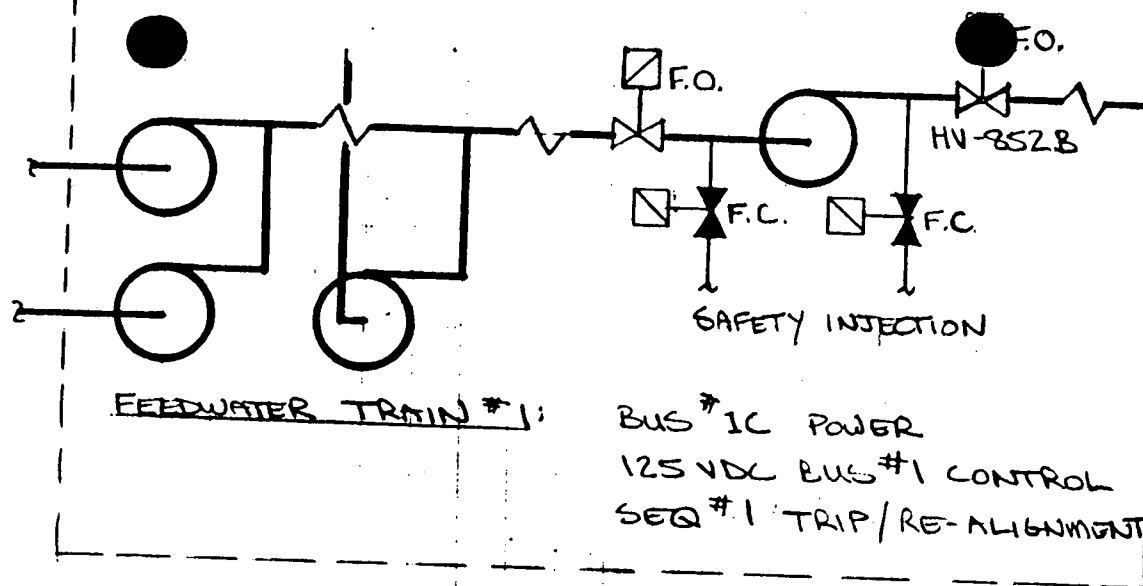 F.O.
F.O.
HV-852B
F.C.
F.C.
SAFETY INJECTION
FEEDWATER TRAIN #1:
BUS #1C POWER
125 VDC BUS #1 CONTROL
SEQ #1 TRIP/RE-ALIGNMENT